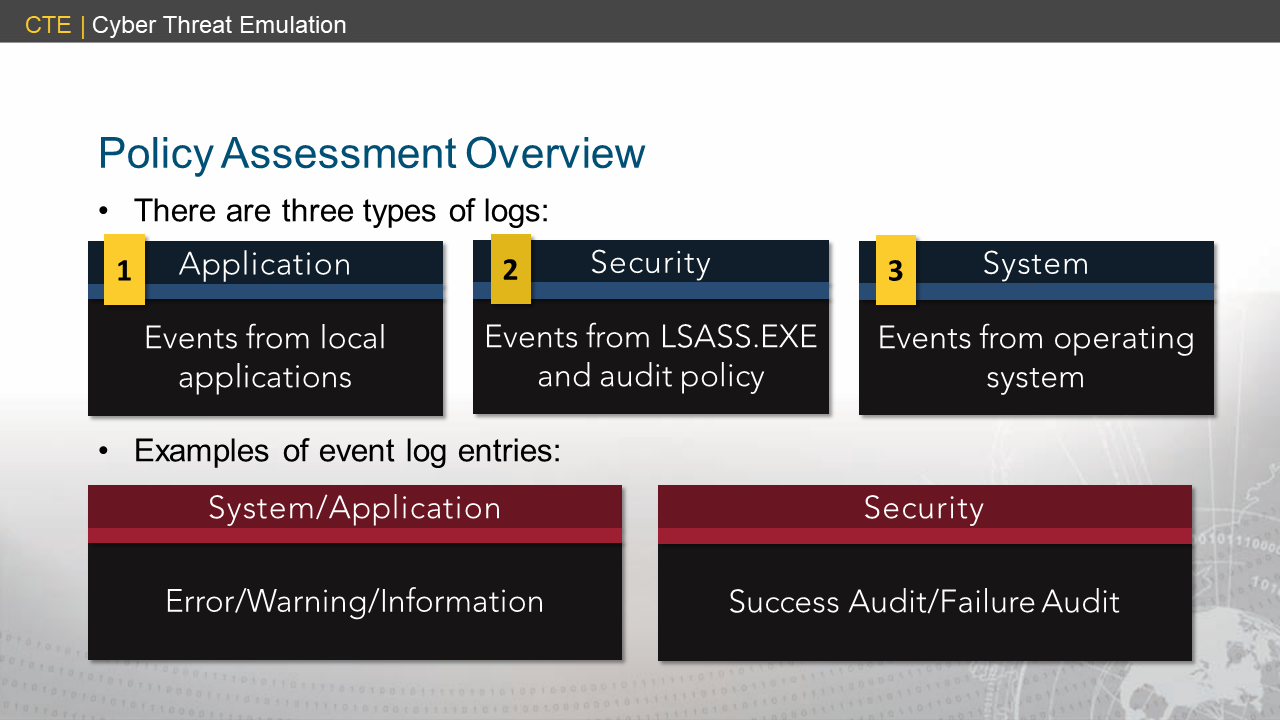 CTE | Cyber Threat Emulation
Policy Assessment Overview
• There are three types of logs:
1
Application
Events from local
applications
2
Security
Events from LSASS.EXE
and audit policy
3
System
Events from operating
system
• Examples of event log entries:
System/Application
Error/Warning/Information
Security
Success Audit/Failure Audit